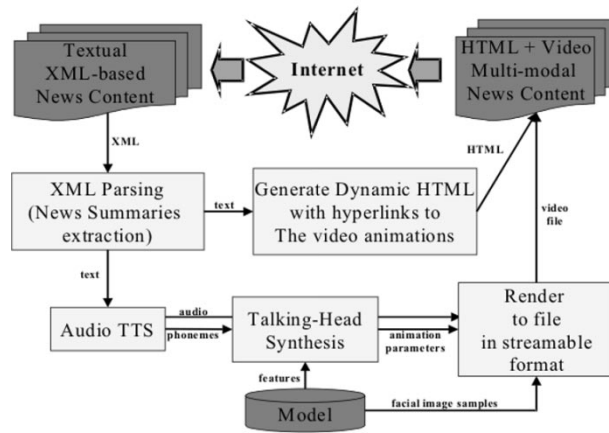 Textual
XML-based
News Content
Internet
HTML + Video
Multi-modal
News Content
XML
HTML
XML Parsing
(News Summaries
extraction)
text
Generate Dynamic HTML
with hyperlinks to
The video animations
video
file
text
Audio TTS
audio
phonemes
Talking-Head
Synthesis
animation
parameters
Render
to file
in streamable
format
features
Model
facial image samples